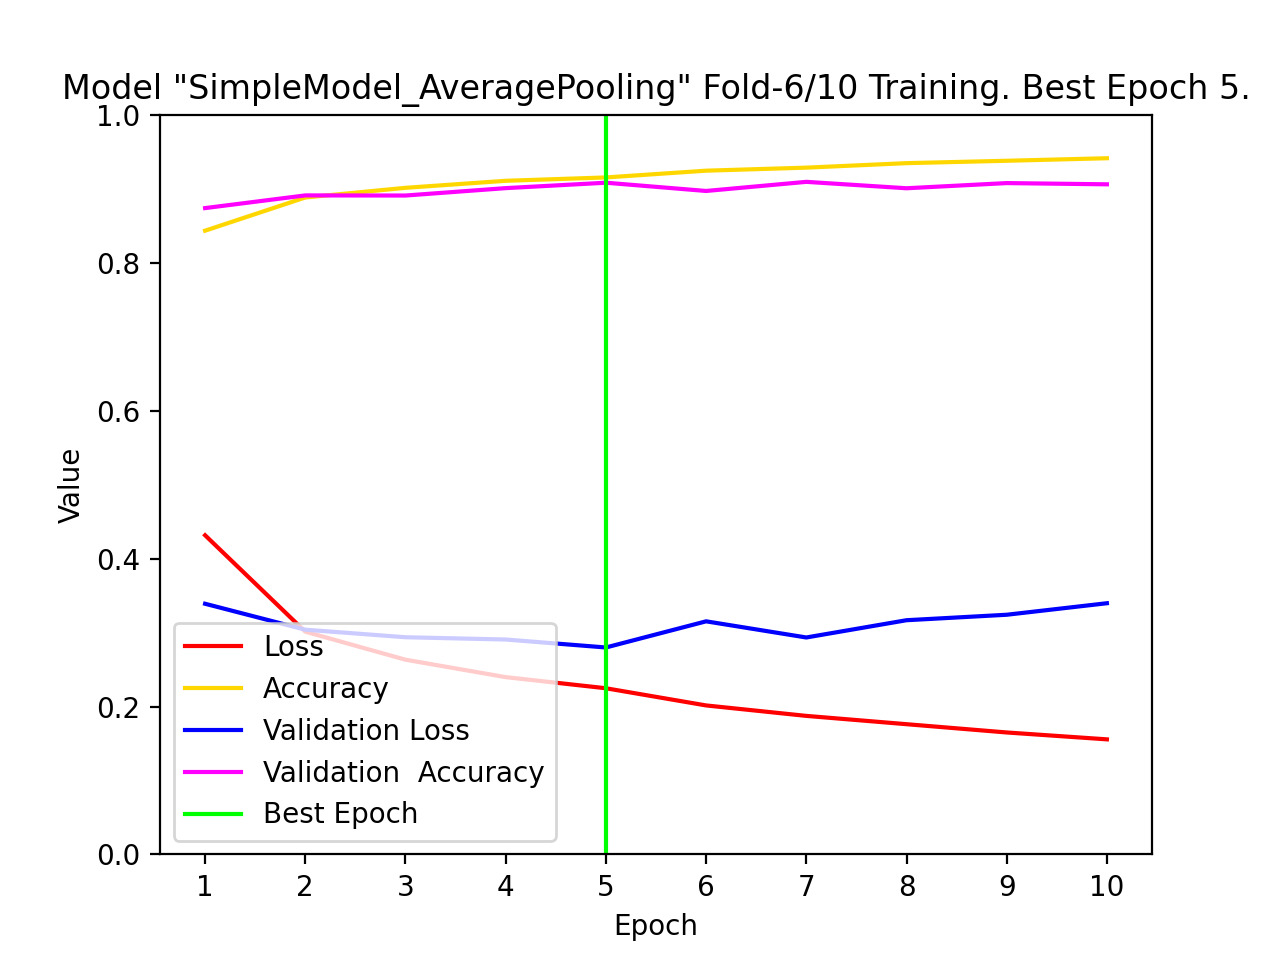 Model "SimpleModel_AveragePooling" Fold-6/10 Training. Best Epoch 5.
1.0
0.8
0.6
0.4
0.2
0.0
Value
Loss
Accuracy
Validation Loss
Validation  Accuracy
Best Epoch
1 2 3 4 5 6 7 8 9 10
Epoch